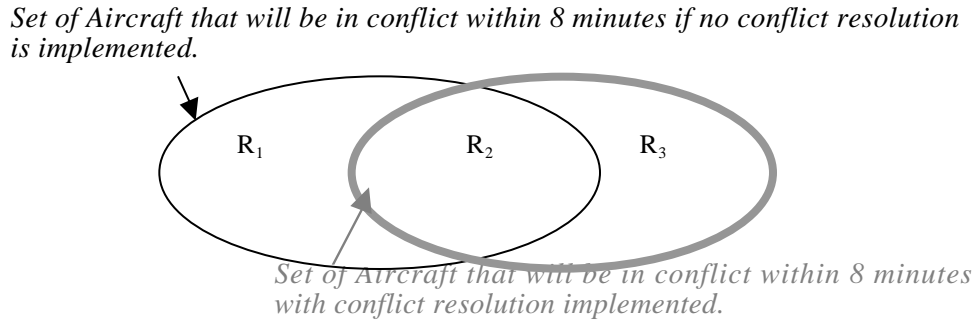 Set of Aircraft that will be in conflict within 8 minutes if no conflict resolution
is implemented.
R1 R2 R3
Set of Aircraft that will be in conflict within 8 minutes
with conflict resolution implemented.